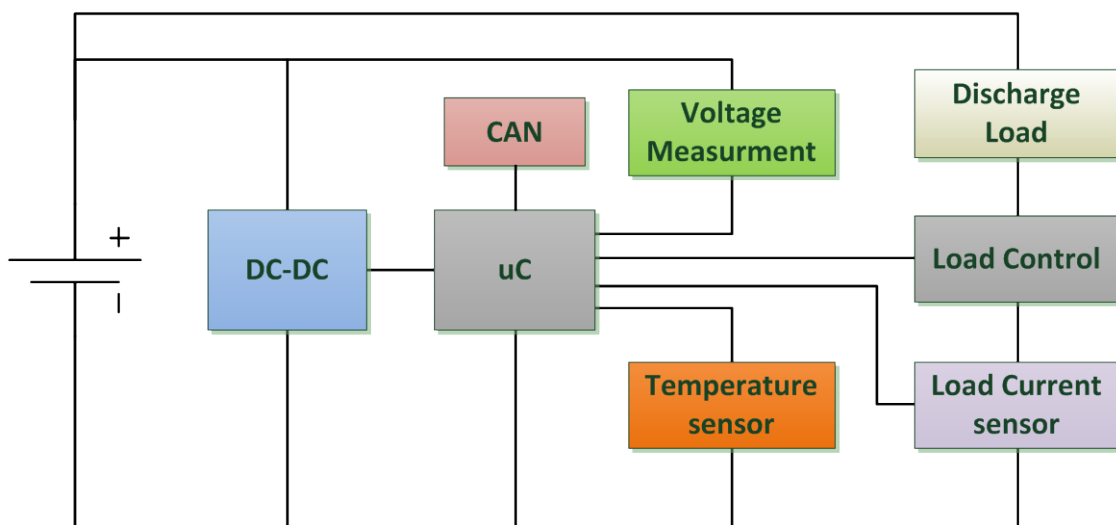 Discharge
Load
CAN
Voltage
Measurment
+
DC-DC
uC
Load Control
Temperature
sensor
Load Current
sensor